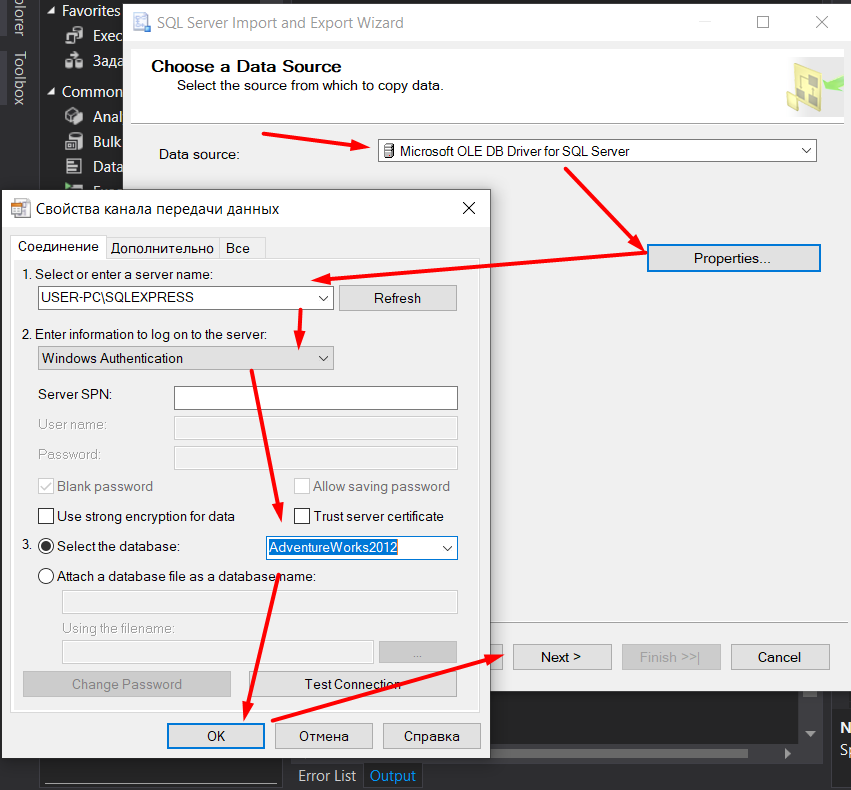 plorer
Toolbox
Favorites
Exec
Зада
Common
Anal
Bulk
Data
SQL Server Import and Export Wizard
Choose a Data Source
Select the source from which to copy data.
Data source:
Microsoft OLE DB Driver for SQL Server
Properties...
Свойства канала передачи данных
Соединение
Дополнительно
Все
1. Select or enter a server name:
USER-PC\SQLEXPRESS
Refresh
2. Enter information to log on to the server:
Windows Authentication
Server SPN:
User name:
Password:
Blank password
Allow saving password
Use strong encryption for data
Trust server certificate
3. Select the database:
AdventureWorks2012
Attach a database file as a database name:
Using the filename:
...
Change Password
Test Connection
OK
Отмена
Справка
Next >
Finish >>|
Cancel
Error List
Output